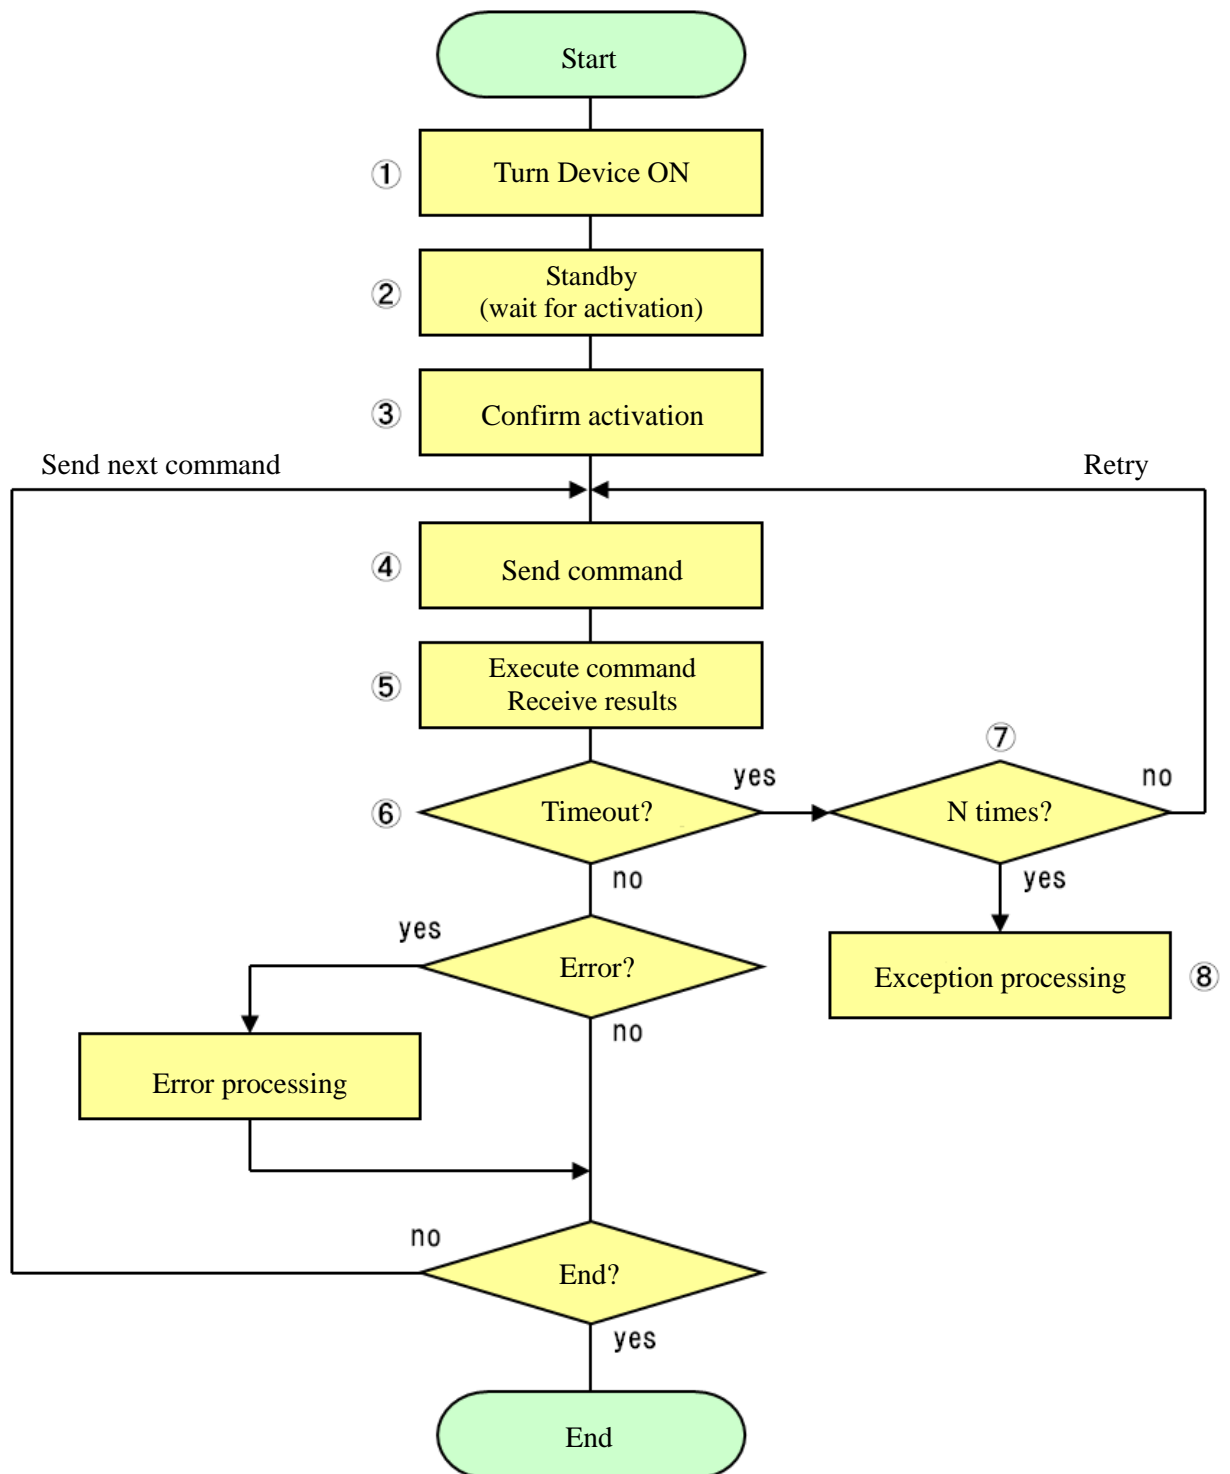 Start
① Turn Device ON
② Standby
(wait for activation)
③ Confirm activation
Send next command
Retry
④ Send command
⑤ Execute command
Receive results
⑦
yes
no
⑥ Timeout?
N times?
no
yes
yes
Error?
Exception processing ⑧
no
Error processing
no
End?
yes
End